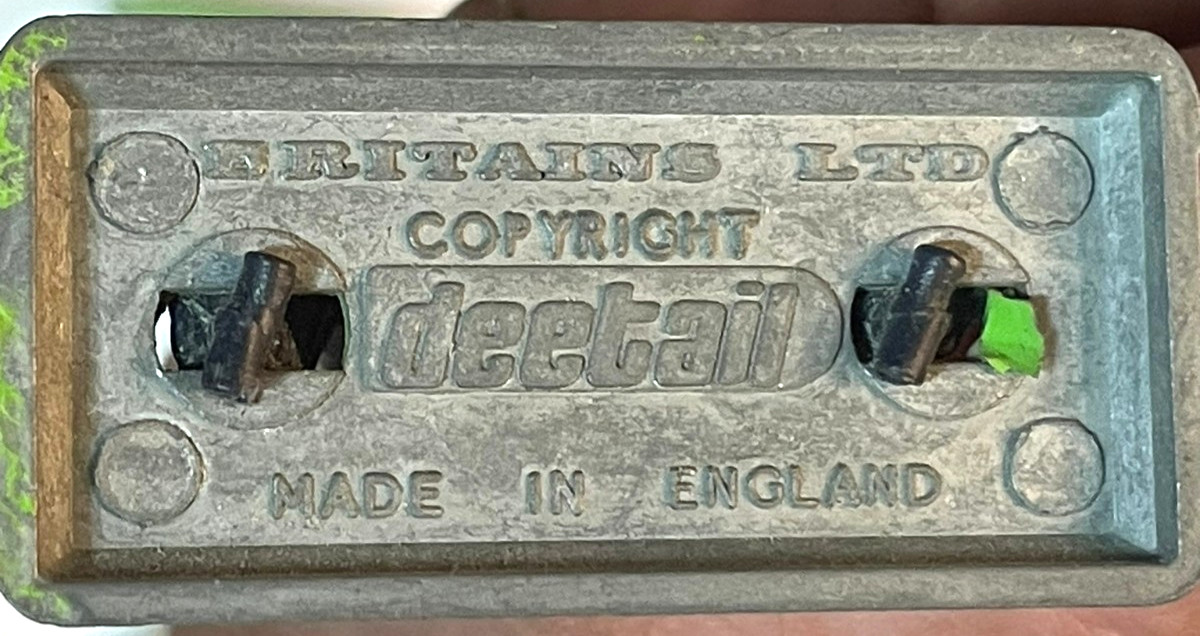 BRITAINS LTD
COPYRIGHT
deetail
MADE IN ENGLAND